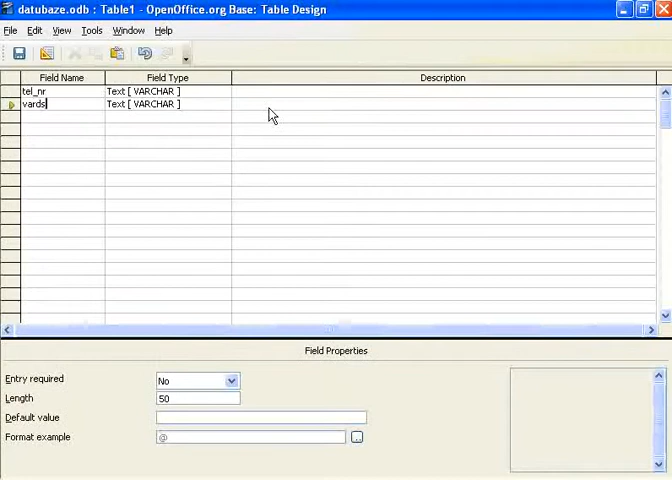 datubaze.odb : Table1 - OpenOffice.org Base: Table Design
File Edit View Tools Window Help
Field Name Field Type Description
tel_nr Text [ VARCHAR ]
vards Text [ VARCHAR ]
Field Properties
Entry required No
Length 50
Default value
Format example @ ...